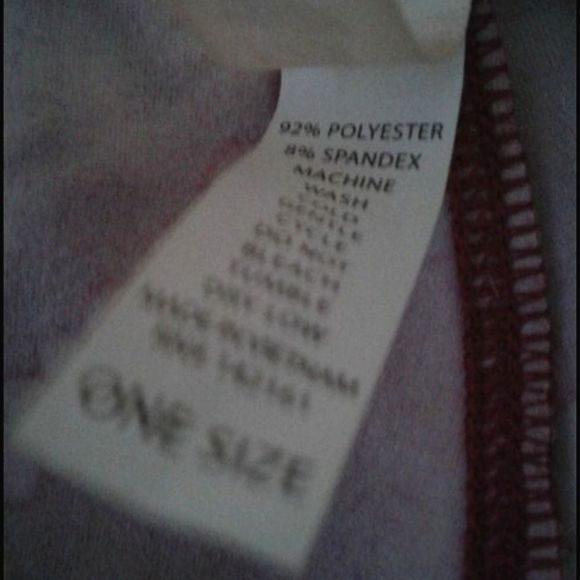 92% POLYESTER
8% SPANDEX
MACHINE
WASH
COLD
GENTLE
CYCLE
DO NOT
BLEACH
TUMBLE
DRY LOW
MADE IN VIETNAM
ONE SIZE